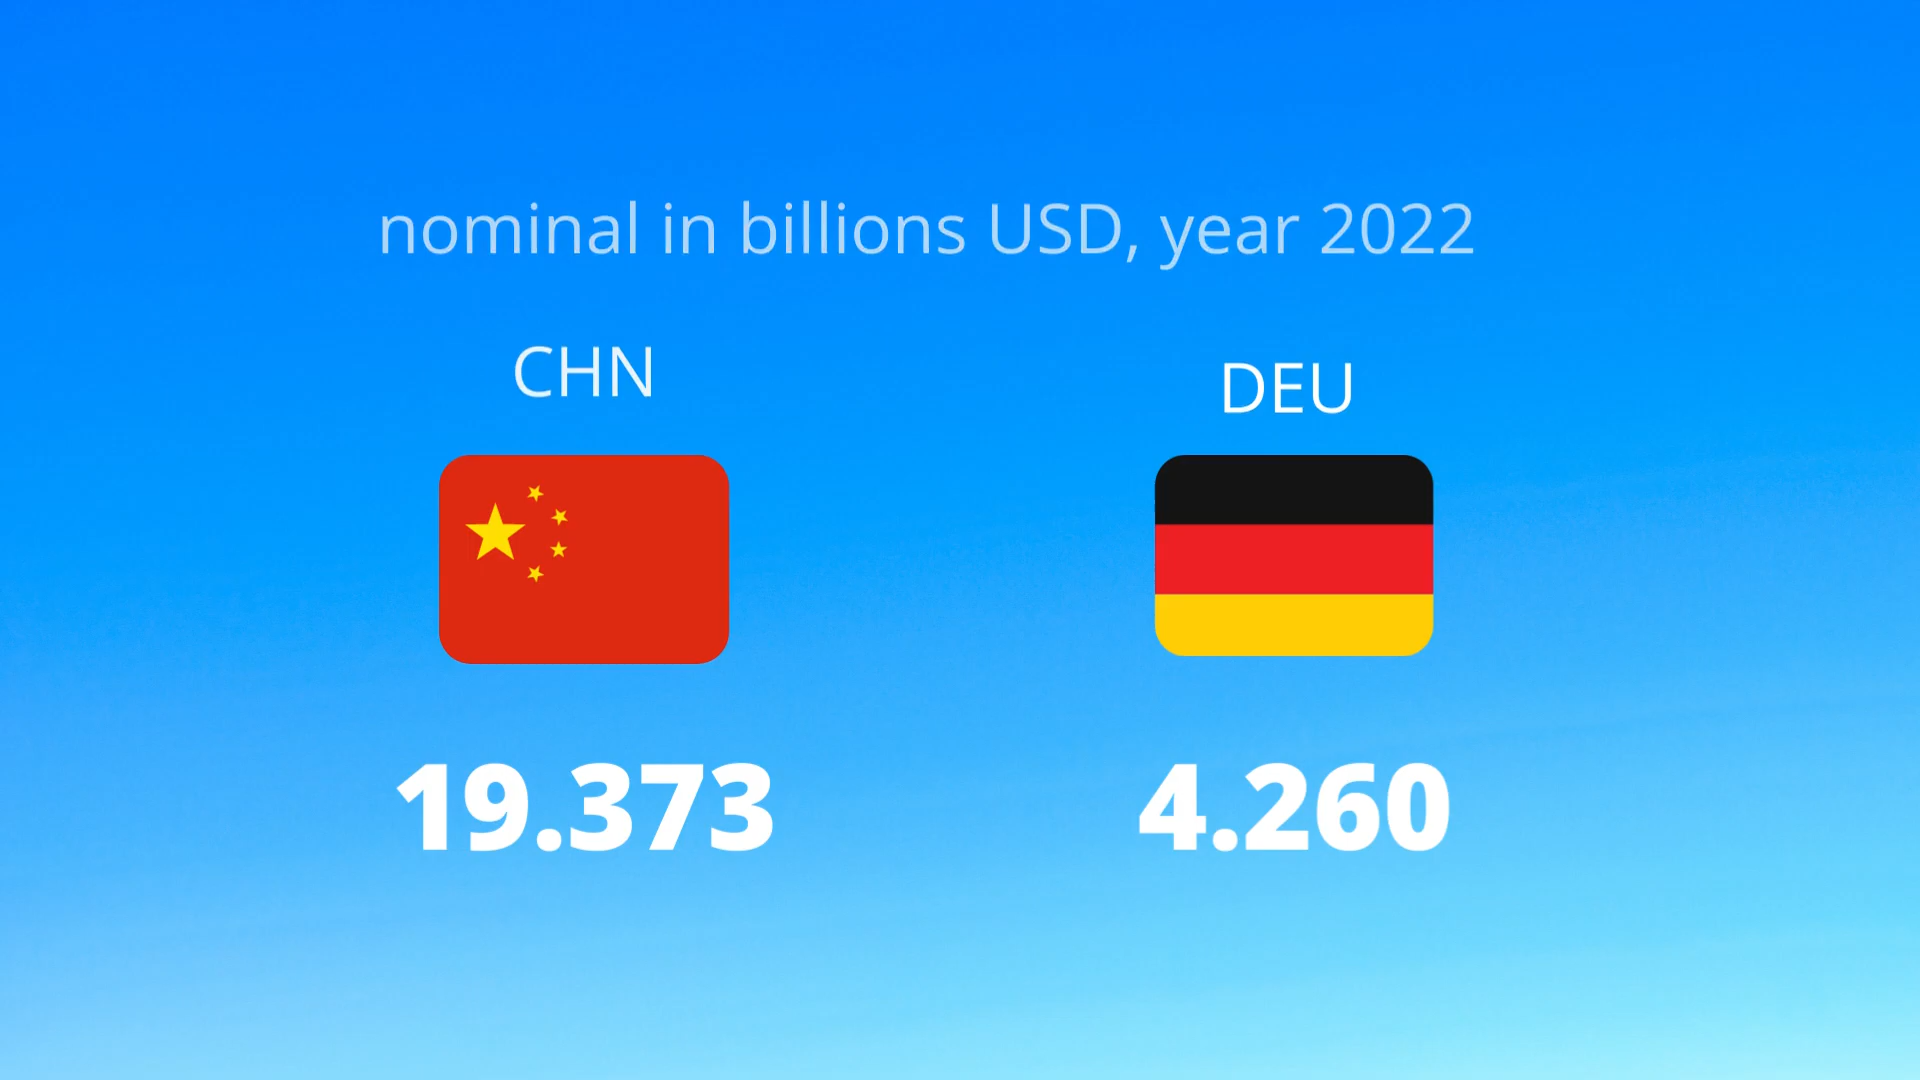 nominal in billions USD, year 2022
CHN
DEU
19.373
4.260